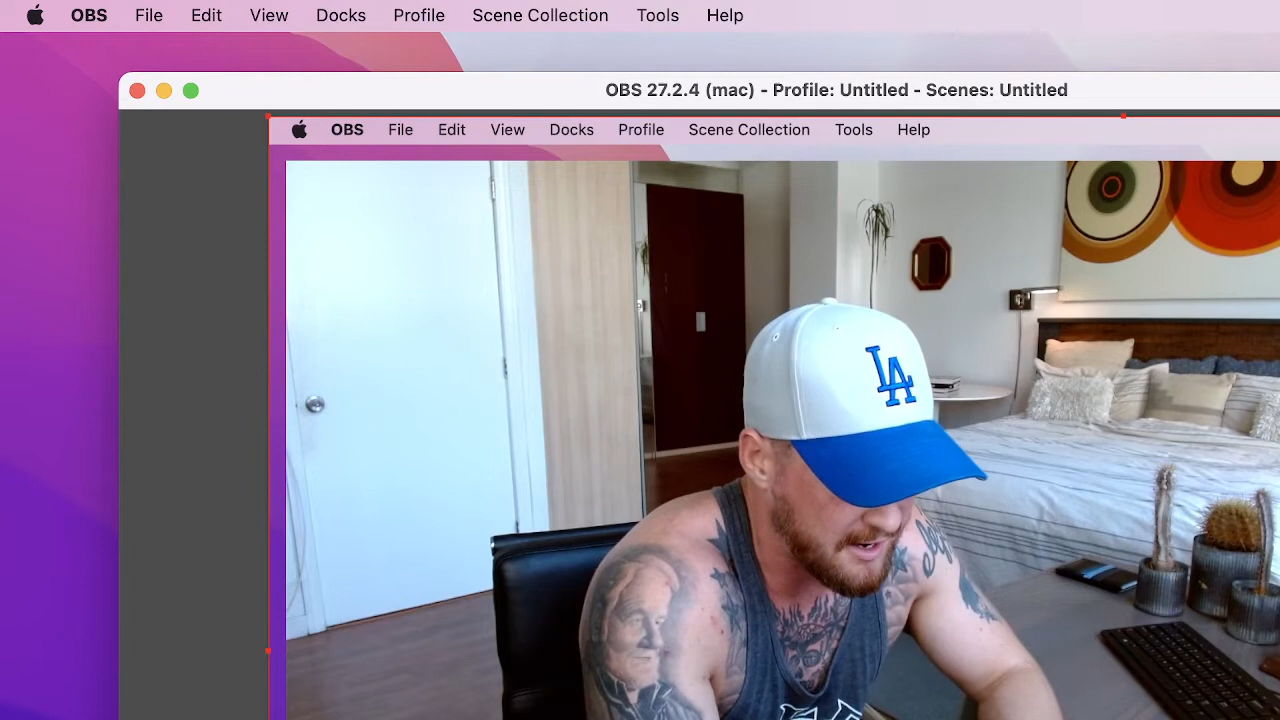 OBS File Edit View Docks Profile Scene Collection Tools Help
OBS 27.2.4 (mac) - Profile: Untitled - Scenes: Untitled
OBS File Edit View Docks Profile Scene Collection Tools Help
LA